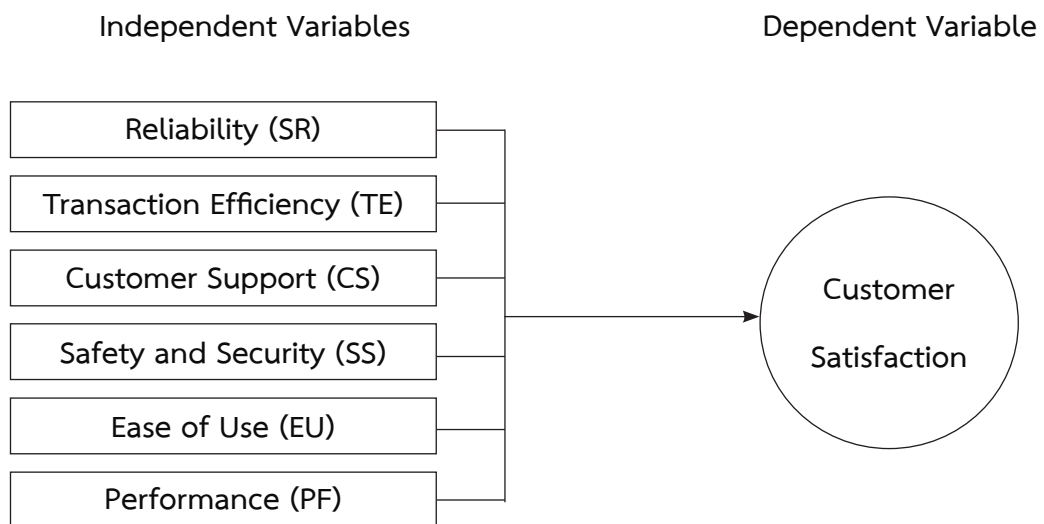 Independent Variables
Dependent Variable
Reliability (SR)
Transaction Efficiency (TE)
Customer Support (CS)
Safety and Security (SS)
Ease of Use (EU)
Performance (PF)
Customer
Satisfaction